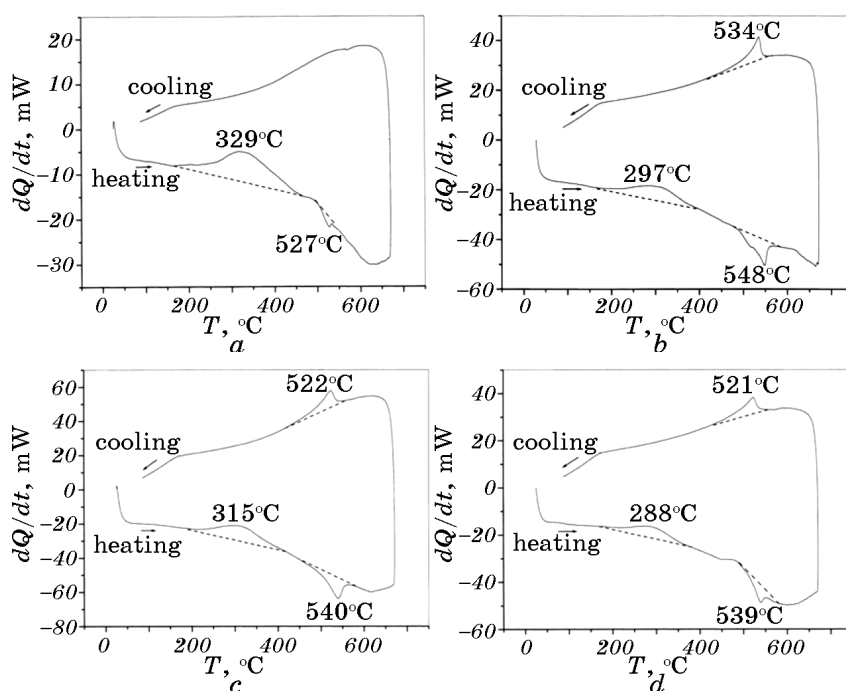 dQ/dt, mW
20
10
0
−10
−20
−30
cooling
heating
329°C
527°C
0
200
400
600
T, °C
a
dQ/dt, mW
40
20
0
−20
−40
−60
534°C
cooling
heating
297°C
548°C
0
200
400
600
T, °C
b
dQ/dt, mW
60
40
20
0
−20
−40
−60
−80
522°C
cooling
heating
315°C
540°C
0
200
400
600
T, °C
c
dQ/dt, mW
40
20
0
−20
−40
−60
521°C
cooling
heating
288°C
539°C
0
200
400
600
T, °C
d